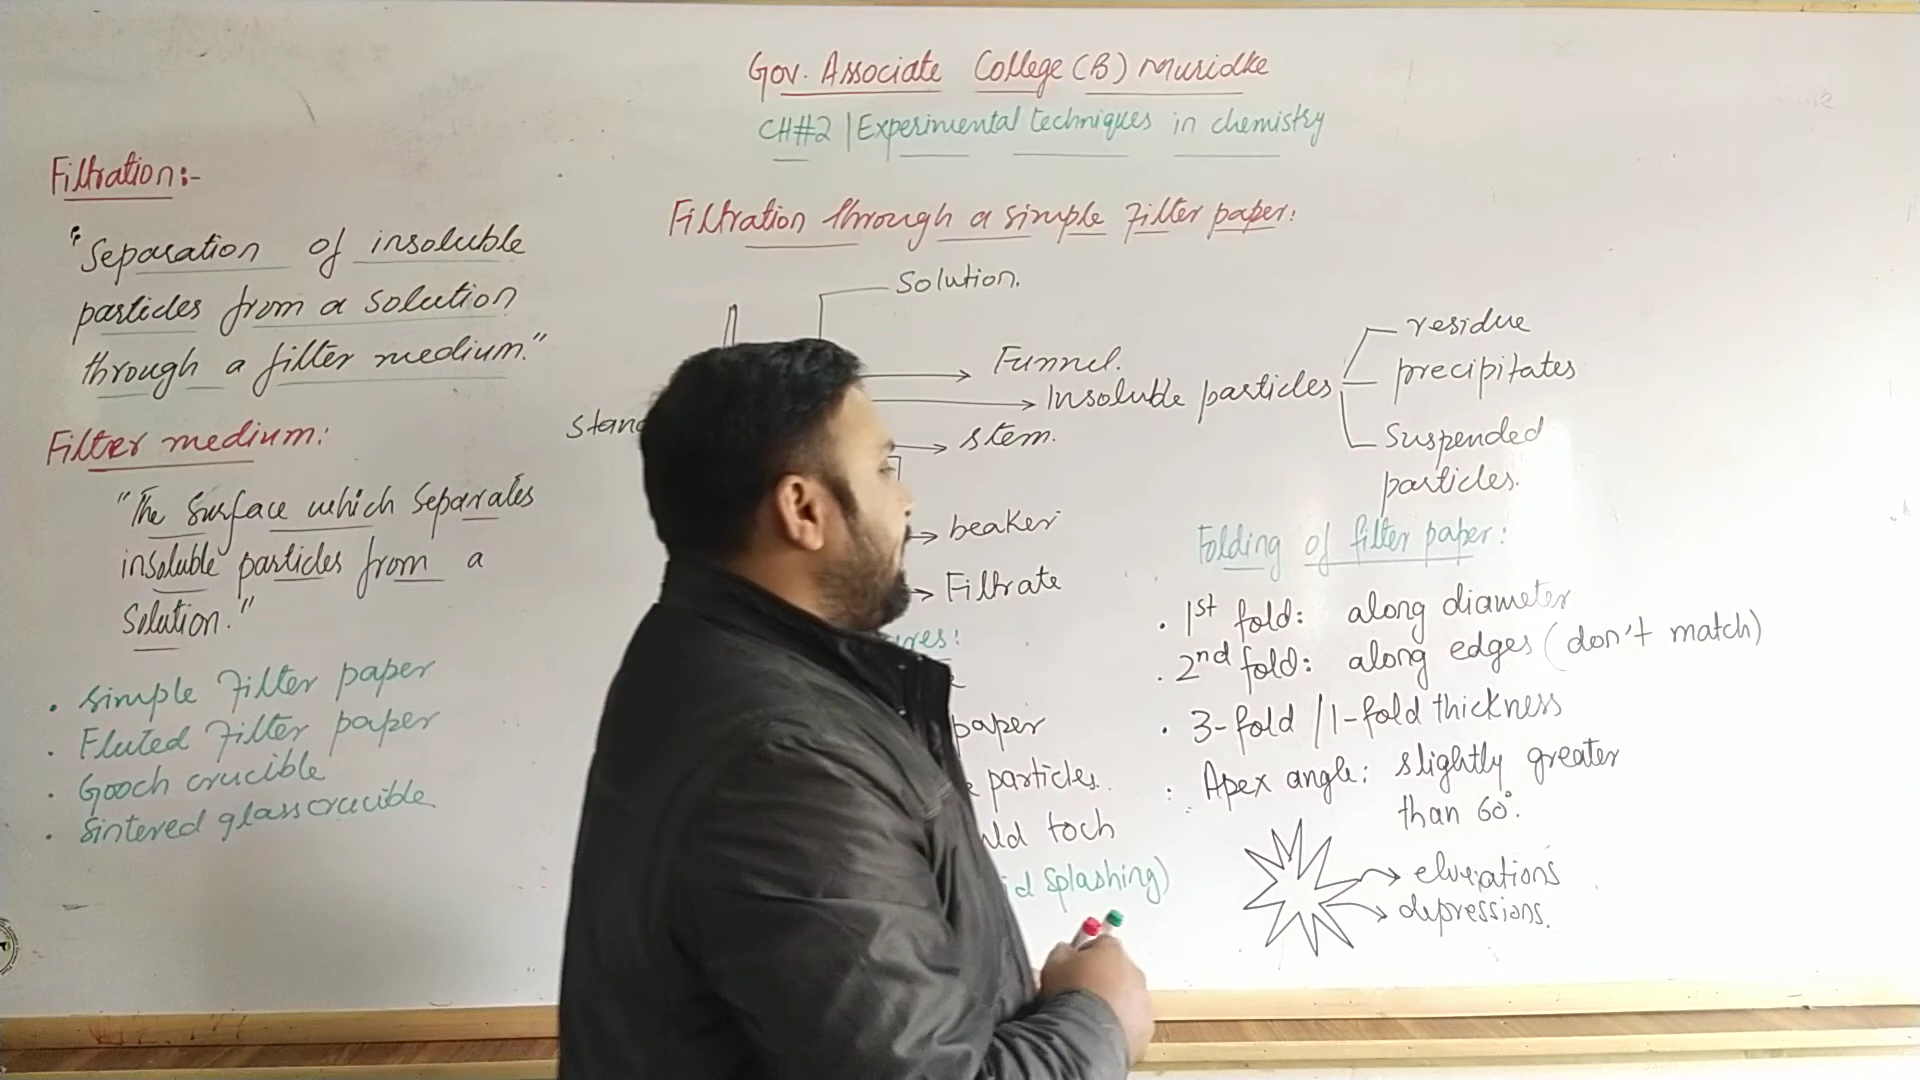 Gov. Associate College (B) Muridke
CH#2 | Experimental techniques in chemistry
Filtration:-
"Separation of insoluble
particles from a solution
through a filter medium."
Filter medium:
"The surface which separates
insoluble particles from a
Solution."
• Simple Filter paper
• Fluted Filter paper
• Gooch crucible
• Sintered glass crucible
Filtration through a simple Filter paper:
Solution.
Funnel.
Insoluble particles
residue
precipitates
Suspended
particles.
stem.
beaker
Filtrate
paper
particles.
toch
Splashing)
Folding of filter paper:
• 1st fold: along diameter
• 2nd fold: along edges (don't match)
• 3-fold / 1-fold thickness
: Apex angle: slightly greater
than 60°.
depressions.